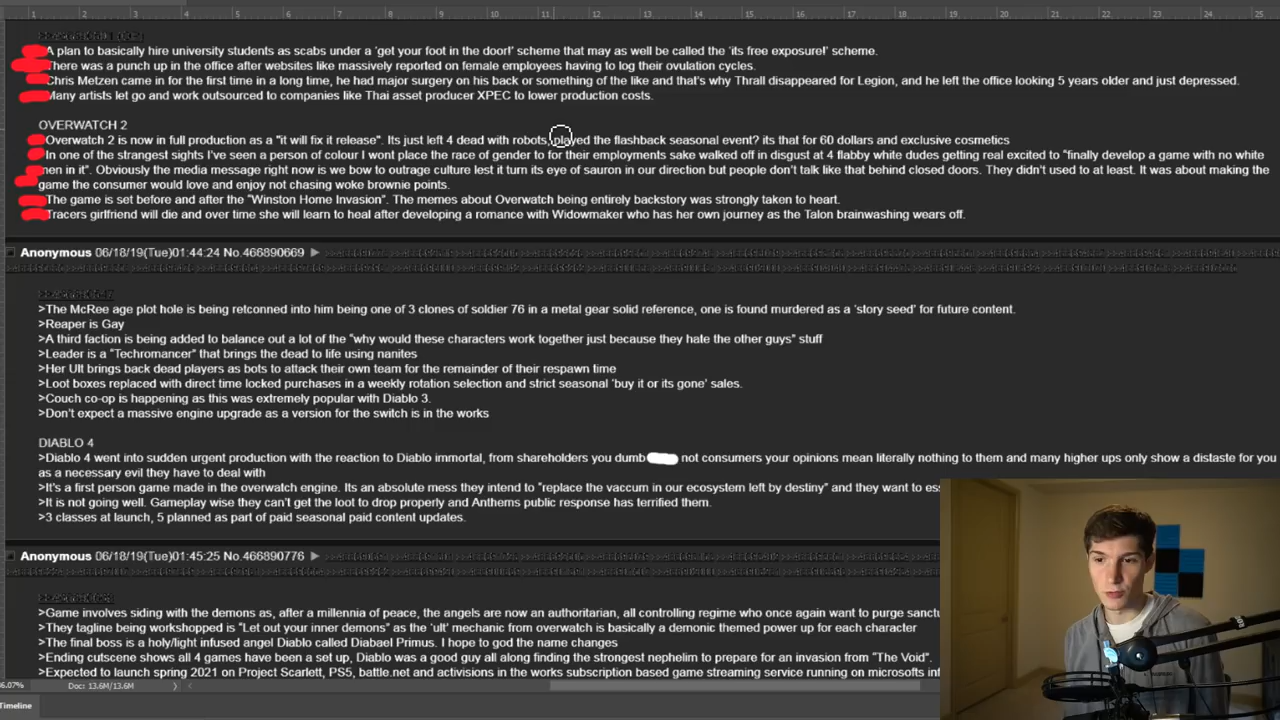 1 2 3 4 5 6 7 8 9 10 11 12 13 14 15 16 17 18 19 20 21 22 23 24 25
A plan to basically hire university students as scabs under a 'get your foot in the door!' scheme that may as well be called the 'its free exposure!' scheme.
There was a punch up in the office after websites like massively reported on female employees having to log their ovulation cycles.
Chris Metzen came in for the first time in a long time, he had major surgery on his back or something of the like and that's why Thrall disappeared for Legion, and he left the office looking 5 years older and just depressed.
Many artists let go and work outsourced to companies like Thai asset producer XPEC to lower production costs.
OVERWATCH 2
Overwatch 2 is now in full production as a "it will fix it release". Its just left 4 dead with robots, played the flashback seasonal event? its that for 60 dollars and exclusive cosmetics
In one of the strangest sights I've seen a person of colour I wont place the race of gender to for their employments sake walked off in disgust at 4 flabby white dudes getting real excited to "finally develop a game with no white
men in it". Obviously the media message right now is we bow to outrage culture lest it turn its eye of sauron in our direction but people don't talk like that behind closed doors. They didn't used to at least. It was about making the
game the consumer would love and enjoy not chasing woke brownie points.
The game is set before and after the "Winston Home Invasion". The memes about Overwatch being entirely backstory was strongly taken to heart.
Tracers girlfriend will die and over time she will learn to heal after developing a romance with Widowmaker who has her own journey as the Talon brainwashing wears off.
Anonymous 06/18/19(Tue)01:44:24 No.466890669
>The McRee age plot hole is being retconned into him being one of 3 clones of soldier 76 in a metal gear solid reference, one is found murdered as a 'story seed' for future content.
>Reaper is Gay
>A third faction is being added to balance out a lot of the "why would these characters work together just because they hate the other guys" stuff
>Leader is a "Techromancer" that brings the dead to life using nanites
>Her Ult brings back dead players as bots to attack their own team for the remainder of their respawn time
>Loot boxes replaced with direct time locked purchases in a weekly rotation selection and strict seasonal 'buy it or its gone' sales.
>Couch co-op is happening as this was extremely popular with Diablo 3.
>Don't expect a massive engine upgrade as a version for the switch is in the works
DIABLO 4
>Diablo 4 went into sudden urgent production with the reaction to Diablo immortal, from shareholders you dumb not consumers your opinions mean literally nothing to them and many higher ups only show a distaste for you
as a necessary evil they have to deal with
>It's a first person game made in the overwatch engine. Its an absolute mess they intend to "replace the vaccum in our ecosystem left by destiny" and they want to
>It is not going well. Gameplay wise they can't get the loot to drop properly and Anthems public response has terrified them.
>3 classes at launch, 5 planned as part of paid seasonal paid content updates.
Anonymous 06/18/19(Tue)01:45:25 No.466890776
>Game involves siding with the demons as, after a millennia of peace, the angels are now an authoritarian, all controlling regime who once again want to purge
>They tagline being workshopped is "Let out your inner demons" as the 'ult' mechanic from overwatch is basically a demonic themed power up for each character
>The final boss is a holy/light infused angel Diablo called Diabael Primus. I hope to god the name changes
>Ending cutscene shows all 4 games have been a set up, Diablo was a good guy all along finding the strongest nephelim to prepare for an invasion from "The Void".
>Expected to launch spring 2021 on Project Scarlett, PS5, battle.net and activisions in the works subscription based game streaming service running on microsofts
Doc: 13.6M/13.6M
Timeline